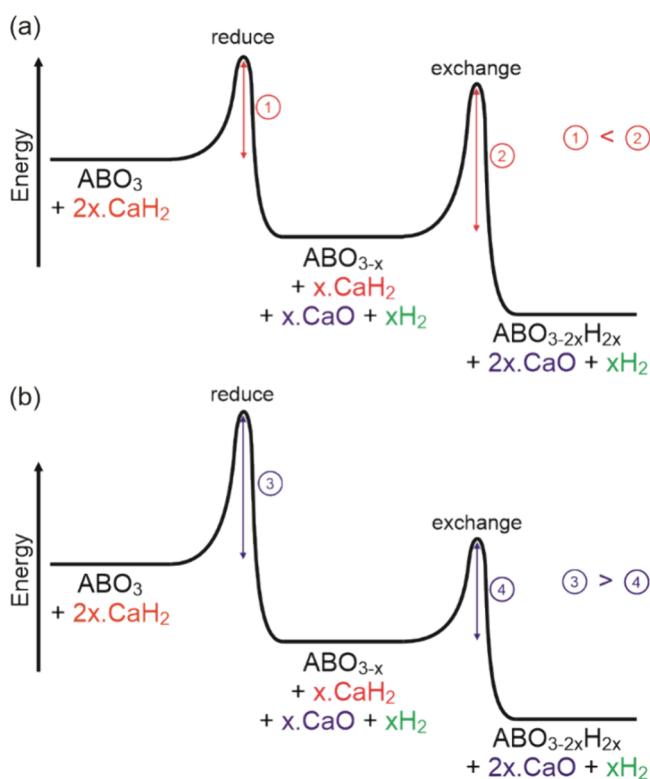 (a)
reduce
exchange
Energy
①
②
① < ②
ABO₃
+ 2x.CaH₂
ABO₃₋ₓ
+ x.CaH₂
+ x.CaO + xH₂
ABO₃₋₂ₓH₂ₓ
+ 2x.CaO + xH₂
(b)
reduce
exchange
Energy
③
④
③ > ④
ABO₃
+ 2x.CaH₂
ABO₃₋ₓ
+ x.CaH₂
+ x.CaO + xH₂
ABO₃₋₂ₓH₂ₓ
+ 2x.CaO + xH₂